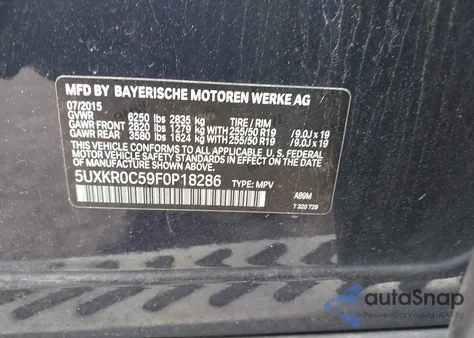 MFD BY BAYERISCHE MOTOREN WERKE AG
07/2015
GVWR 6250 lbs 2835 kg TIRE / RIM
GAWR FRONT 2820 lbs 1279 kg WITH 255/50 R19 /9.0J x 19
GAWR REAR 3580 lbs 1624 kg WITH 255/50 R19 /9.0J x 19
THIS VEHICLE CONFORMS TO ALL APPLICABLE U.S. FEDERAL
MOTOR VEHICLE SAFETY STANDARDS IN EFFECT ON THE
DATE OF MANUFACTURE SHOWN ABOVE.
5UXKR0C59F0P18286 TYPE: MPV
A89M
7 320 729
autoSnap